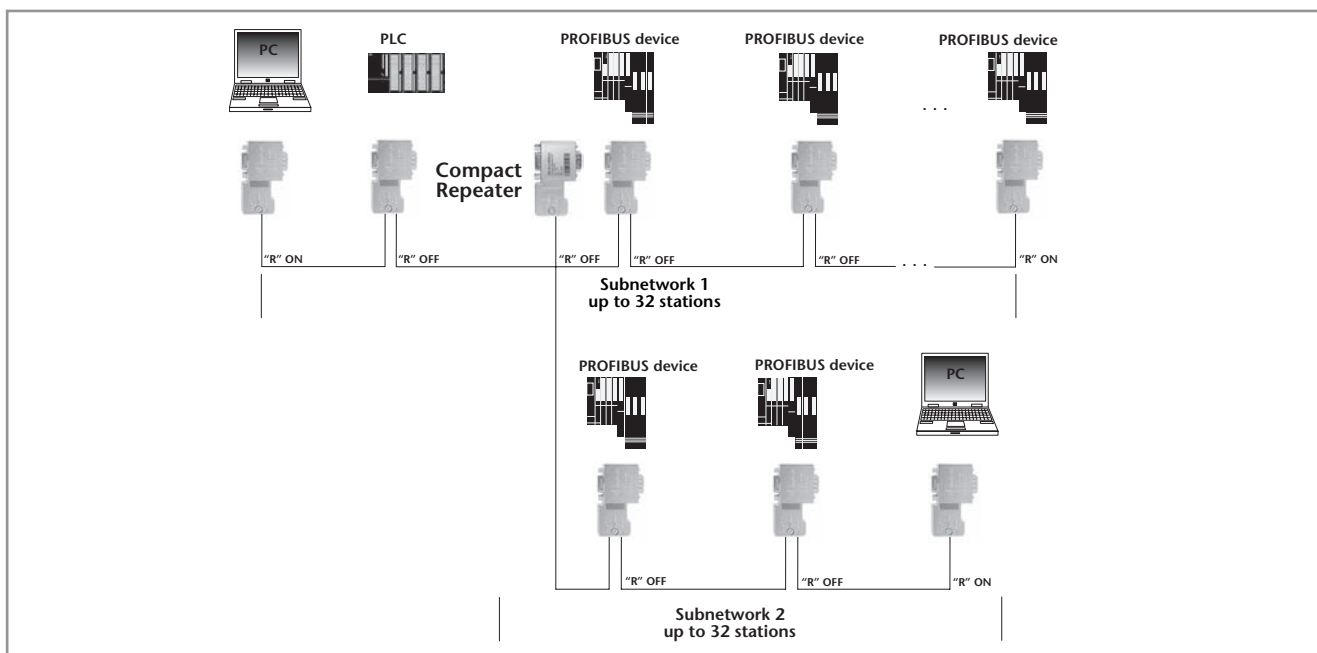 PC
PLC
PROFIBUS device
PROFIBUS device
PROFIBUS device
. . .
Compact
Repeater
“R” ON
“R” OFF
“R” OFF
“R” OFF
“R” OFF
. . .
“R” ON
Subnetwork 1
up to 32 stations
PROFIBUS device
PROFIBUS device
PC
“R” OFF
“R” OFF
“R” ON
Subnetwork 2
up to 32 stations